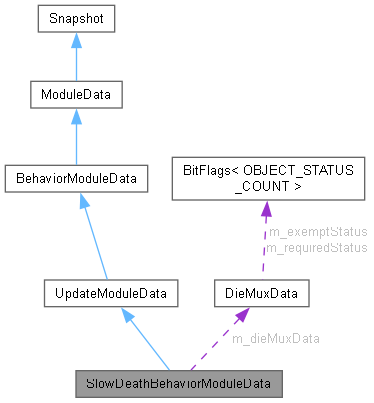 Snapshot
ModuleData
BehaviorModuleData
BitFlags< OBJECT_STATUS
_COUNT >
m_exemptStatus
m_requiredStatus
UpdateModuleData
DieMuxData
m_dieMuxData
SlowDeathBehaviorModuleData